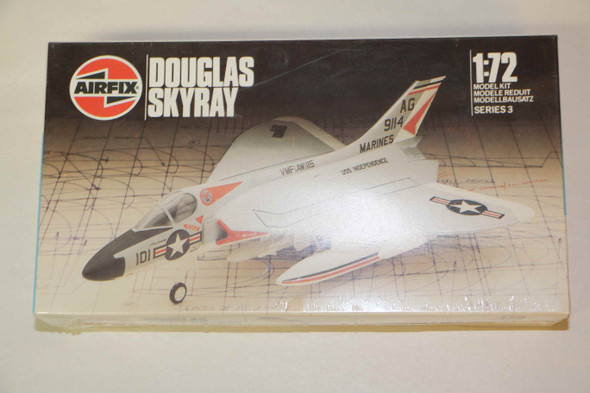 AIRFIX
DOUGLAS
SKYRAY
1:72
MODEL KIT
MODELE REDUIT
MODELLBAUSATZ
SERIES 3
AG
9114
MARINES
USS INDEPENDENCE
VMF(AW)115
101